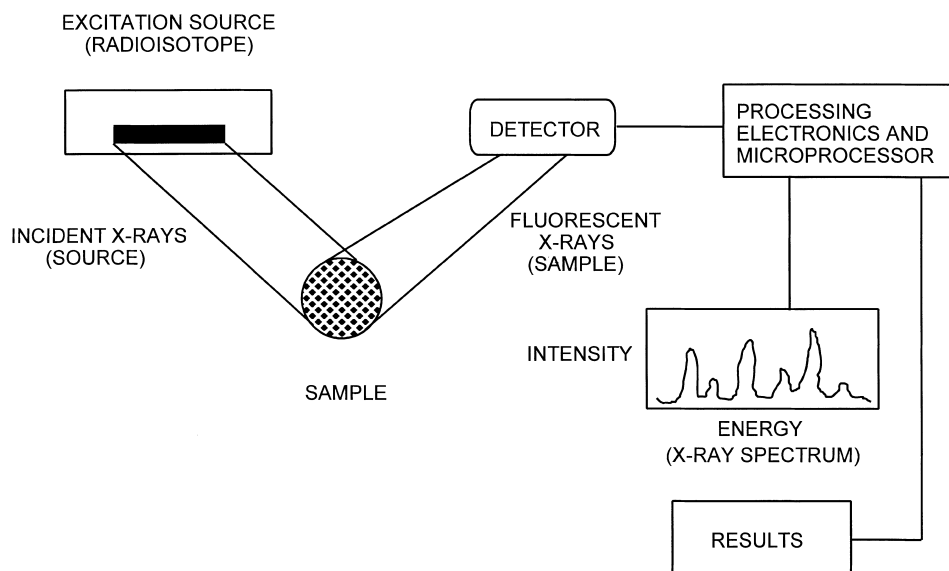 EXCITATION SOURCE
(RADIOISOTOPE)
DETECTOR
PROCESSING
ELECTRONICS AND
MICROPROCESSOR
INCIDENT X-RAYS
(SOURCE)
FLUORESCENT
X-RAYS
(SAMPLE)
SAMPLE
INTENSITY
ENERGY
(X-RAY SPECTRUM)
RESULTS